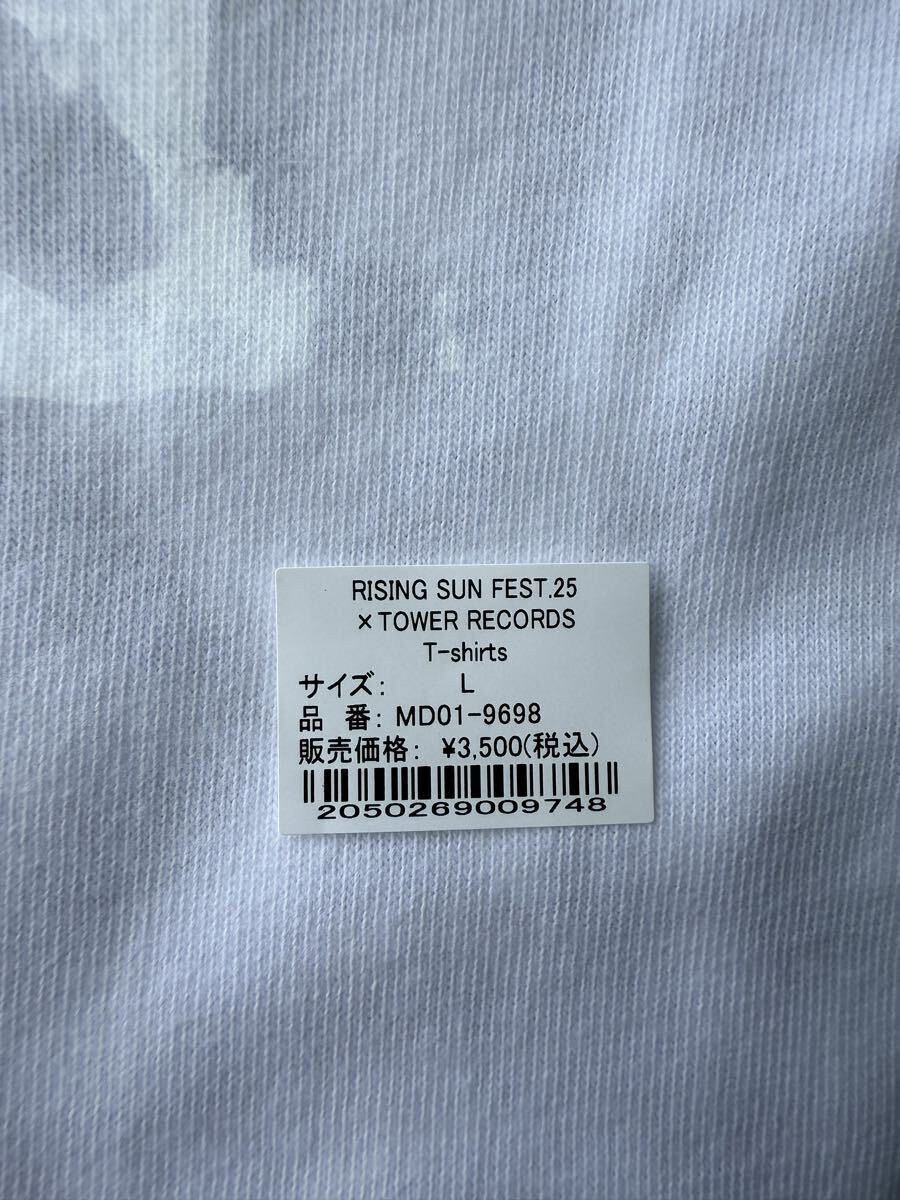 RISING SUN FEST.25
×TOWER RECORDS
T-shirts
サイズ: L
品 番: MD01-9698
販売価格: ¥3,500(税込)
2050269009748